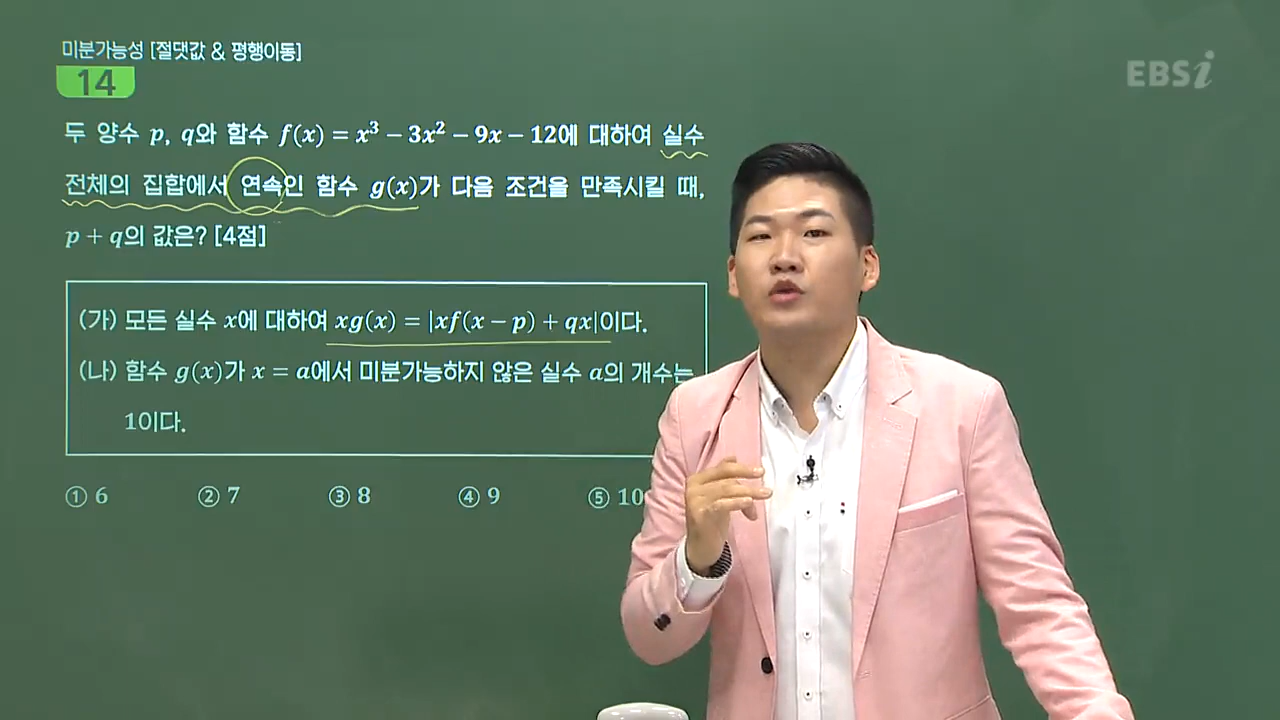 미분가능성 [절댓값 & 평행이동]
EBSi
14
두 양수 p, q와 함수 f(x) = x³ − 3x² − 9x − 12에 대하여 실수
전체의 집합에서 연속인 함수 g(x)가 다음 조건을 만족시킬 때,
p + q의 값은? [4점]
(가) 모든 실수 x에 대하여 xg(x) = |xf(x − p) + qx|이다.
(나) 함수 g(x)가 x = a에서 미분가능하지 않은 실수 a의 개수는
1이다.
① 6 ② 7 ③ 8 ④ 9 ⑤ 10